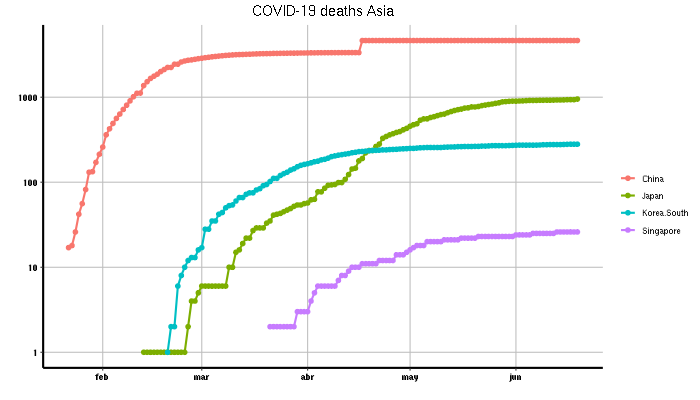 COVID-19 deaths Asia
1000
100
10
1
feb mar abr may jun
China
Japan
Korea.South
Singapore